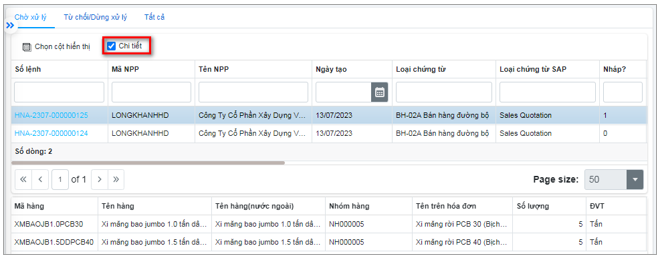 Chờ xử lý Từ chối/Dừng xử lý Tất cả
Chọn cột hiển thị Chi tiết
Số lệnh Mã NPP Tên NPP Ngày tạo Loại chứng từ Loại chứng từ SAP Nháp?
HNA-2307-000000125 LONGKHANHHD Công Ty Cổ Phần Xây Dựng V... 13/07/2023 BH-02A Bán hàng đường bộ Sales Quotation 1
HNA-2307-000000124 LONGKHANHHD Công Ty Cổ Phần Xây Dựng V... 13/07/2023 BH-02A Bán hàng đường bộ Sales Quotation 0
Số dòng: 2
1 of 1 Page size: 50
Mã hàng Tên hàng Tên hàng(nước ngoài) Nhóm hàng Tên trên hóa đơn Số lượng ĐVT
XMBAOJB1.0PCB30 Xi măng bao jumbo 1.0 tấn dâ... Xi măng bao jumbo 1.0 tấn dâ... NH000005 Xi măng rời PCB 30 (Bịch... 5 Tấn
XMBAOJB1.5DDPCB40 Xi măng bao jumbo 1.5 tấn dâ... Xi măng bao jumbo 1.5 tấn dâ... NH000005 Xi măng rời PCB 40 (Bịch... 5 Tấn